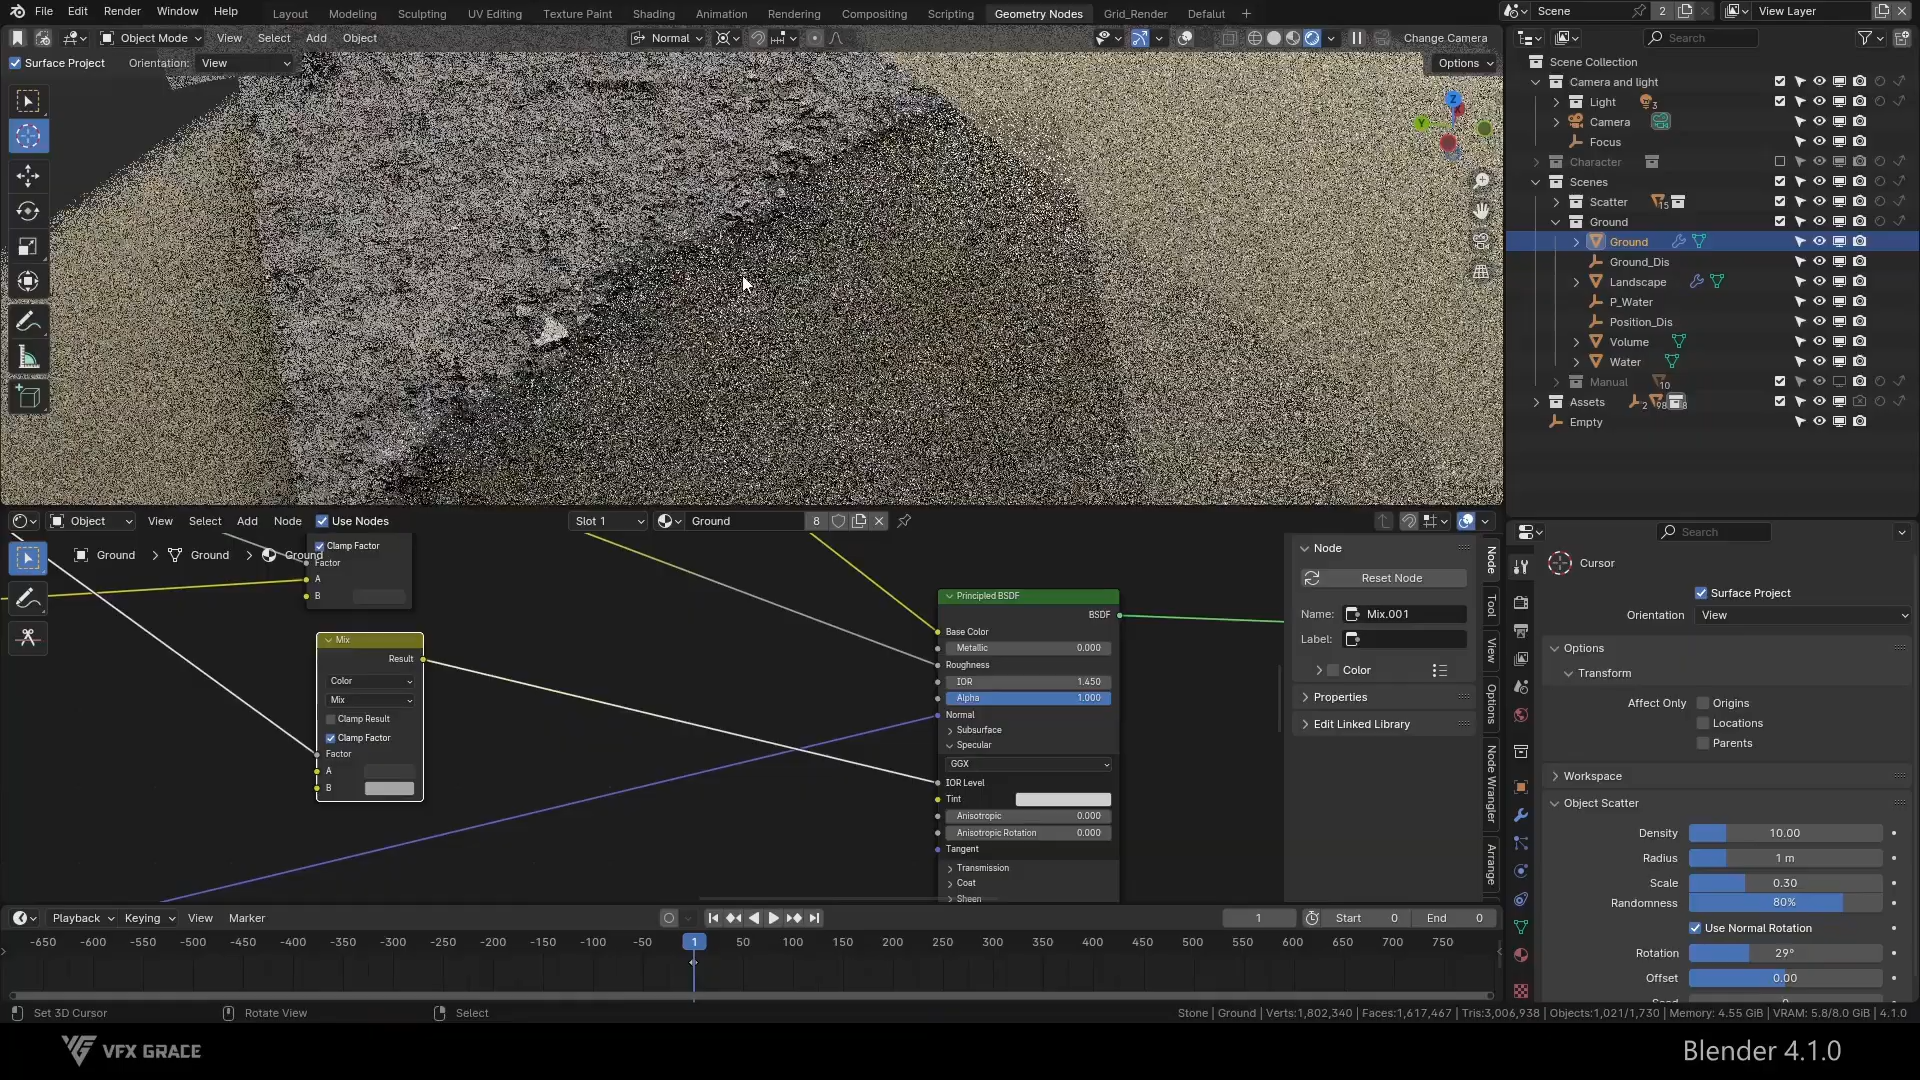 File Edit Render Window Help Layout Modeling Sculpting UV Editing Texture Paint Shading Animation Rendering Compositing Scripting Geometry Nodes Grid_Render Defalut + Scene 2 View Layer
Object Mode View Select Add Object Normal Change Camera Search
Surface Project Orientation: View Options
Scene Collection
Camera and light
Light 3
Camera
Focus
Character
Scenes
Scatter 15
Ground
Ground
Ground_Dis
Landscape
P_Water
Position_Dis
Volume
Water
Manual 10
Assets 2 98 8
Empty
Z
Y
Object View Select Add Node Use Nodes Slot 1 Ground 8
Ground Ground Ground
Clamp Factor
Factor
A
B
Mix
Result
Color
Mix
Clamp Result
Clamp Factor
Factor
A
B
Principled BSDF
BSDF
Base Color
Metallic 0.000
Roughness
IOR 1.450
Alpha 1.000
Normal
Subsurface
Specular
GGX
IOR Level
Tint
Anisotropic 0.000
Anisotropic Rotation 0.000
Tangent
Transmission
Coat
Sheen
Node
Reset Node
Name: Mix.001
Label:
Color
Properties
Edit Linked Library
Node
Tool
View
Options
Node Wrangler
Arrange
Search
Cursor
Surface Project
Orientation View
Options
Transform
Affect Only Origins
Locations
Parents
Workspace
Object Scatter
Density 10.00
Radius 1 m
Scale 0.30
Randomness 80%
Use Normal Rotation
Rotation 29°
Offset 0.00
Seed 0
Playback Keying View Marker 1 Start 0 End 0
-650 -600 -550 -500 -450 -400 -350 -300 -250 -200 -150 -100 -50 1 50 100 150 200 250 300 350 400 450 500 550 600 650 700 750
Set 3D Cursor Rotate View Select Stone | Ground | Verts:1,802,340 | Faces:1,617,467 | Tris:3,006,938 | Objects:1,021/1,730 | Memory: 4.55 GiB | VRAM: 5.8/8.0 GiB | 4.1.0
VFX GRACE
Blender 4.1.0